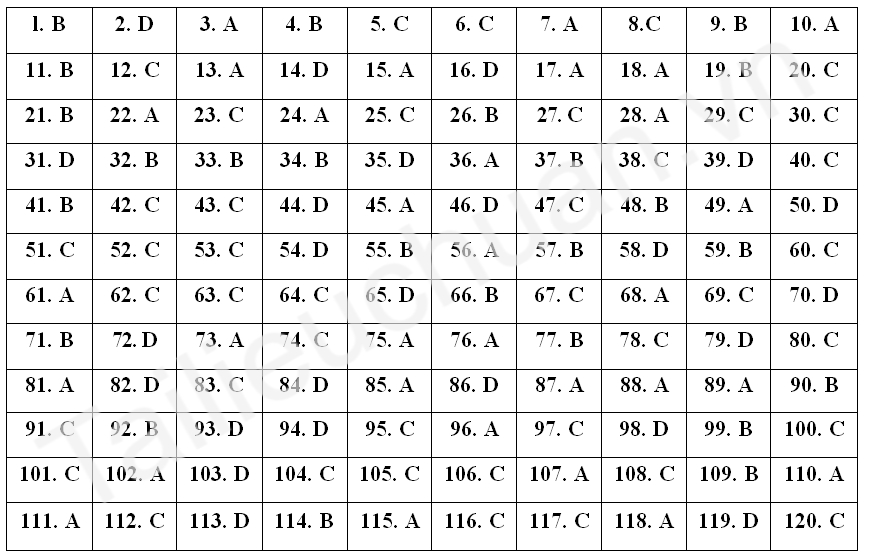 l. B 2. D 3. A 4. B 5. C 6. C 7. A 8.C 9. B 10. A
11. B 12. C 13. A 14. D 15. A 16. D 17. A 18. A 19. B 20. C
21. B 22. A 23. C 24. A 25. C 26. B 27. C 28. A 29. C 30. C
31. D 32. B 33. B 34. B 35. D 36. A 37. B 38. C 39. D 40. C
41. B 42. C 43. C 44. D 45. A 46. D 47. C 48. B 49. A 50. D
51. C 52. C 53. C 54. D 55. B 56. A 57. B 58. D 59. B 60. C
61. A 62. C 63. C 64. C 65. D 66. B 67. C 68. A 69. C 70. D
71. B 72. D 73. A 74. C 75. A 76. A 77. B 78. C 79. D 80. C
81. A 82. D 83. C 84. D 85. A 86. D 87. A 88. A 89. A 90. B
91. C 92. B 93. D 94. D 95. C 96. A 97. C 98. D 99. B 100. C
101. C 102. A 103. D 104. C 105. C 106. C 107. A 108. C 109. B 110. A
111. A 112. C 113. D 114. B 115. A 116. C 117. C 118. A 119. D 120. C
Tailieuchuan.vn